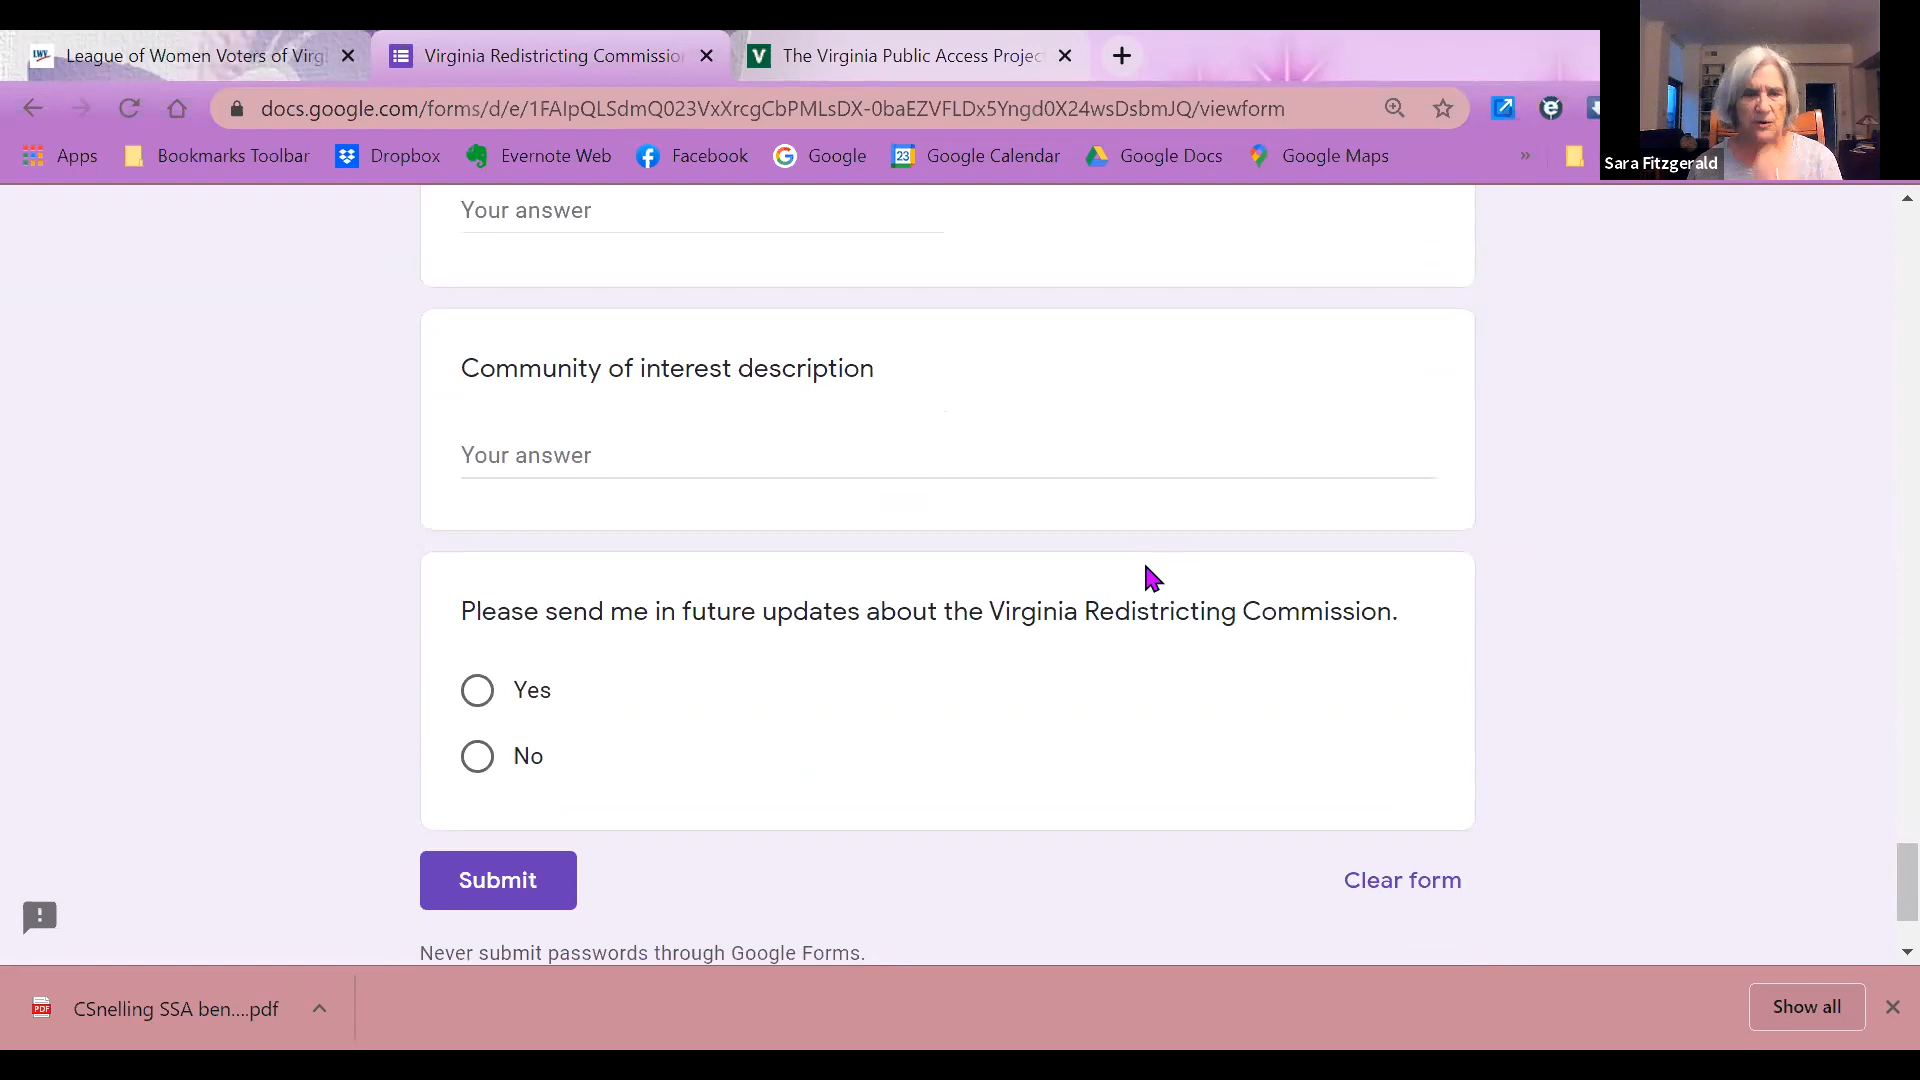 League of Women Voters of Virg
Virginia Redistricting Commission
The Virginia Public Access Projec
docs.google.com/forms/d/e/1FAIpQLSdmQ023VxXrcgCbPMLsDX-0baEZVFLDx5Yngd0X24wsDsbmJQ/viewform
Apps
Bookmarks Toolbar
Dropbox
Evernote Web
Facebook
Google
23
Google Calendar
Google Docs
Google Maps
»
Sara Fitzgerald
Your answer
Community of interest description
Your answer
Please send me in future updates about the Virginia Redistricting Commission.
Yes
No
Submit
Clear form
Never submit passwords through Google Forms.
PDF
CSnelling SSA ben....pdf
Show all